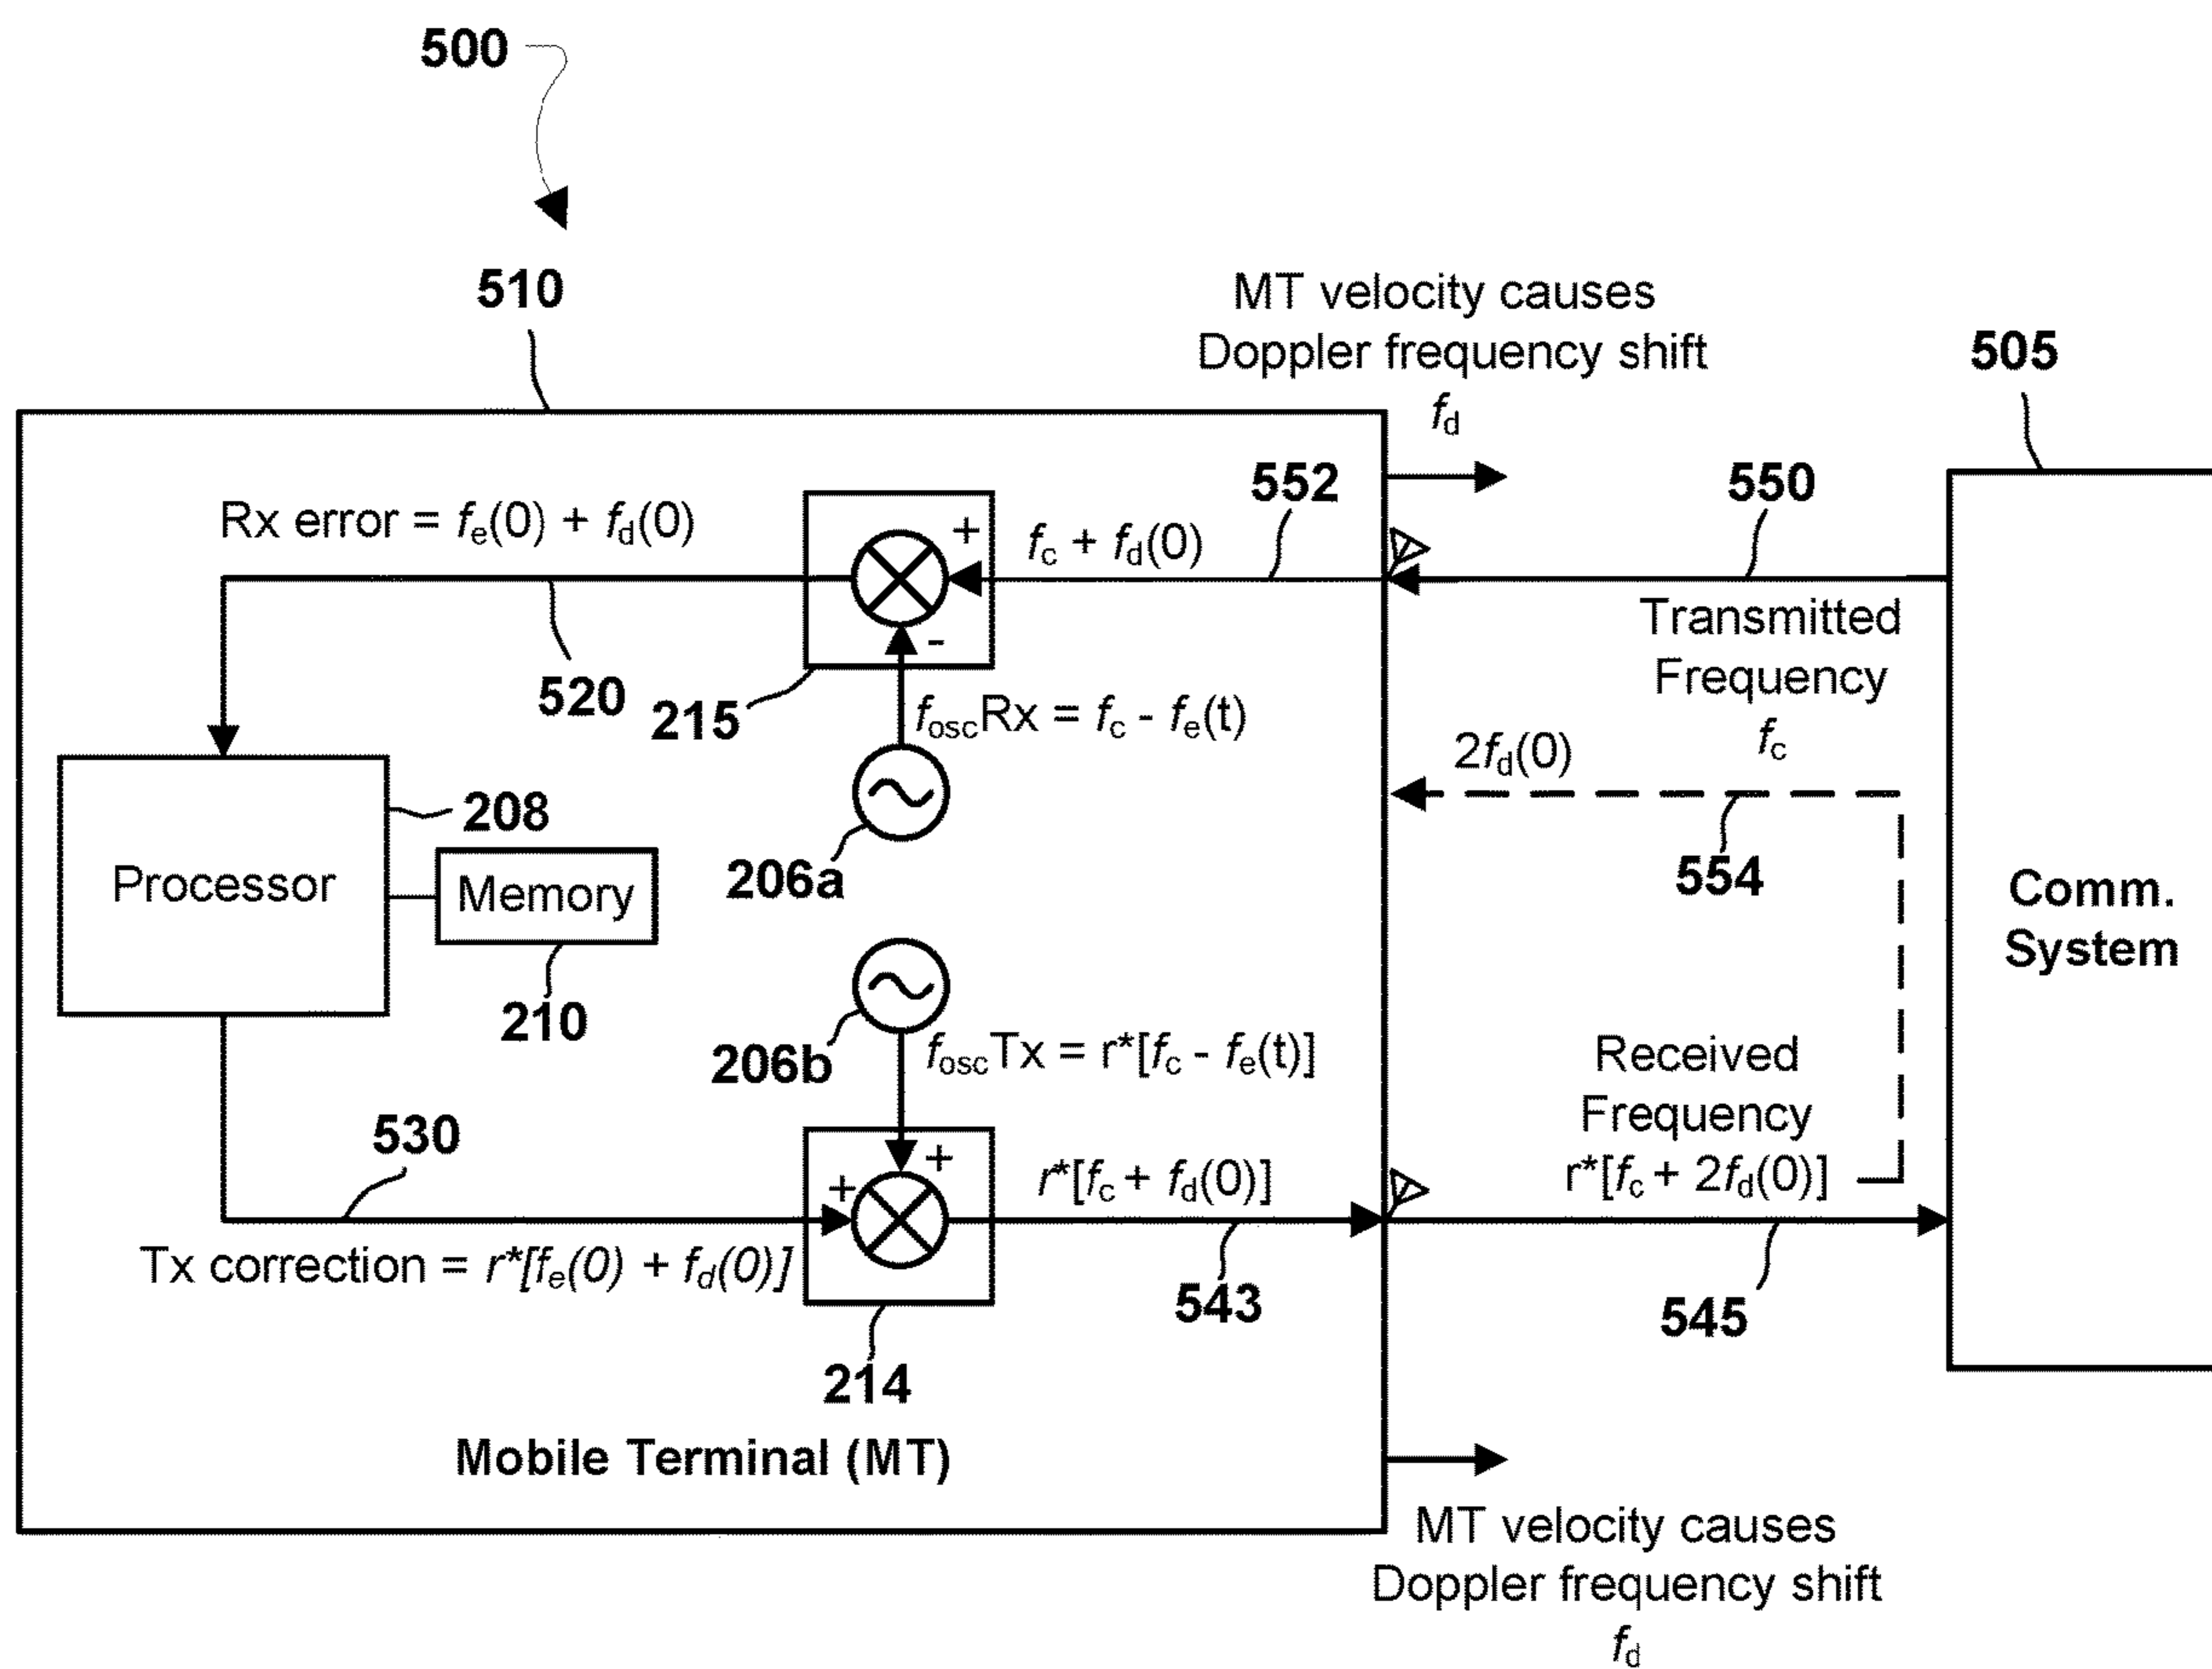 500
510
MT velocity causes
Doppler frequency shift
fd
505
552
550
Rx error = fe(0) + fd(0)
+
fc + fd(0)
-
Transmitted
Frequency
fc
520
215
foscRx = fc - fe(t)
2fd(0)
208
206a
554
Processor
Memory
Comm.
System
210
206b
foscTx = r*[fc - fe(t)]
Received
Frequency
r*[fc + 2fd(0)]
530
+
+
r*[fc + fd(0)]
Tx correction = r*[fe(0) + fd(0)]
543
545
214
Mobile Terminal (MT)
MT velocity causes
Doppler frequency shift
fd